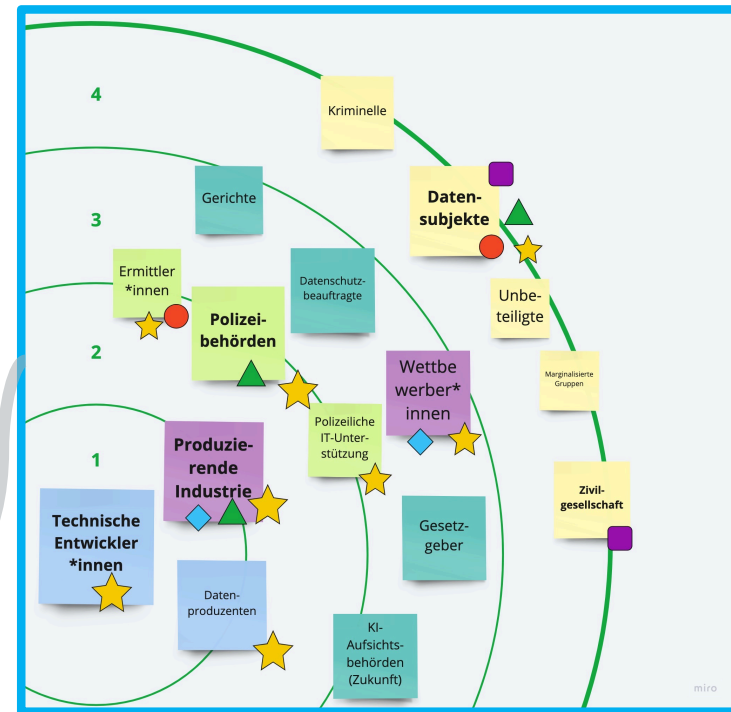 4
Kriminelle
Gerichte
Daten-
subjekte
3
Ermittler
*innen
Datenschutz-
beauftragte
Unbe-
teiligte
Polizei-
behörden
2
Wettbe
werber*
innen
Marginalisierte
Gruppen
Polizeiliche
IT-Unter-
stützung
1
Produzie-
rende
Industrie
Zivil-
gesellschaft
Technische
Entwickler
*innen
Gesetz-
geber
Daten-
produzenten
KI-
Aufsichts-
behörden
(Zukunft)
miro